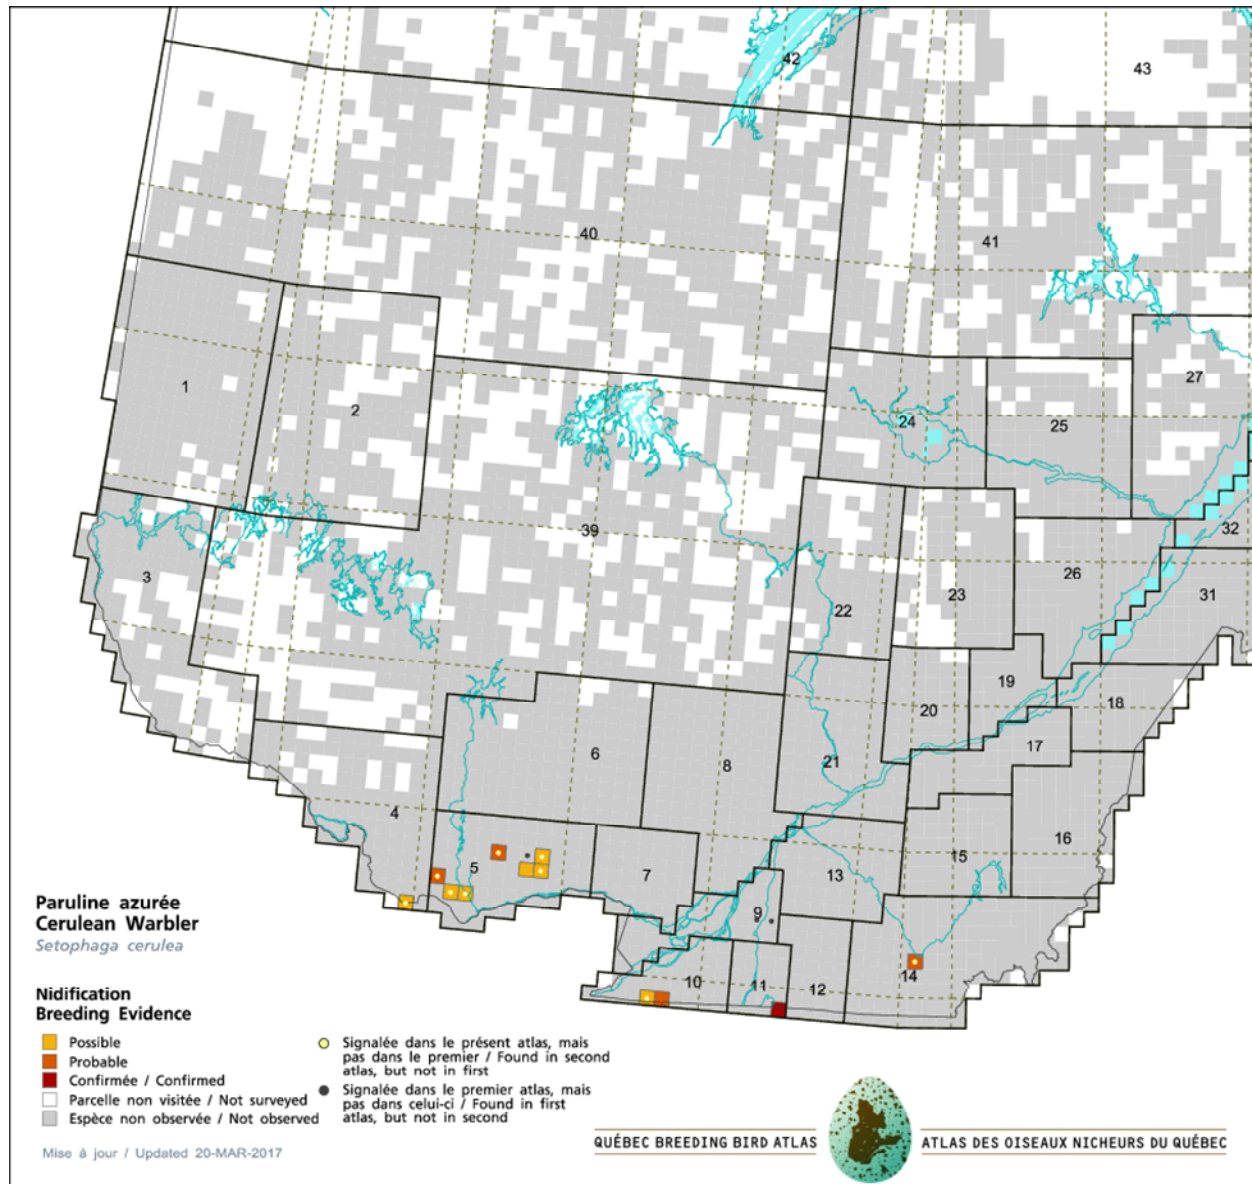 42
43
40
41
1
2
27
24
25
39
32
3
26
31
22
23
19
20
18
17
6
8
21
4
16
5
7
13
15
9
14
10
11
12
Paruline azurée
Cerulean Warbler
Setophaga cerulea
Nidification
Breeding Evidence
Possible
Probable
Confirmée / Confirmed
Parcelle non visitée / Not surveyed
Espèce non observée / Not observed
Signalée dans le présent atlas, mais
pas dans le premier / Found in second
atlas, but not in first
Signalée dans le premier atlas, mais
pas dans celui-ci / Found in first
atlas, but not in second
Mise à jour / Updated 20-MAR-2017
QUÉBEC BREEDING BIRD ATLAS
ATLAS DES OISEAUX NICHEURS DU QUÉBEC